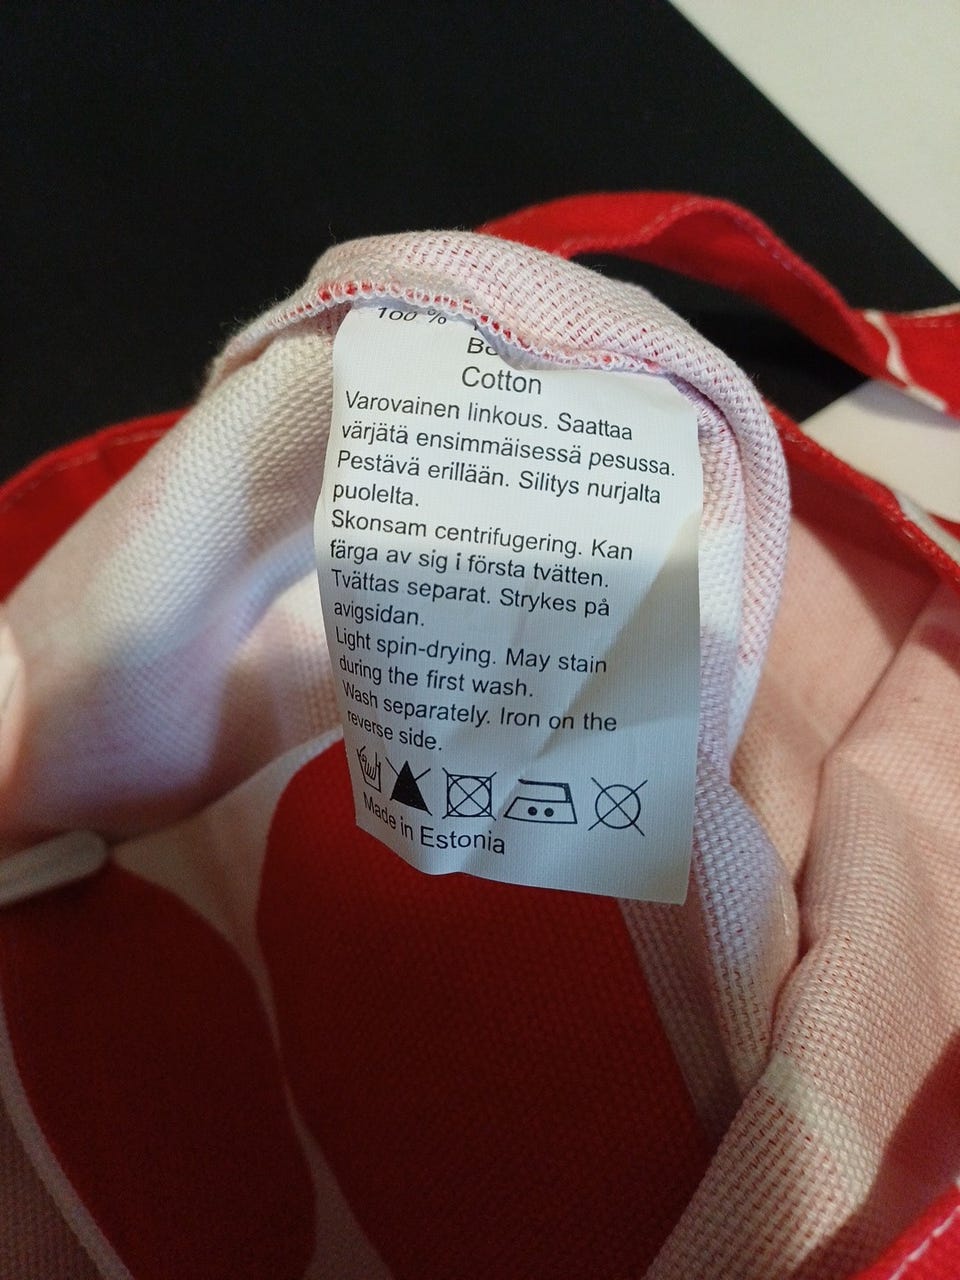 100 %
Cotton
Varovainen linkous. Saattaa
värjätä ensimmäisessä pesussa.
Pestävä erillään. Silitys nurjalta
puolelta.
Skonsam centrifugering. Kan
färga av sig i första tvätten.
Tvättas separat. Strykes på
avigsidan.
Light spin-drying. May stain
during the first wash.
Wash separately. Iron on the
reverse side.
Made in Estonia